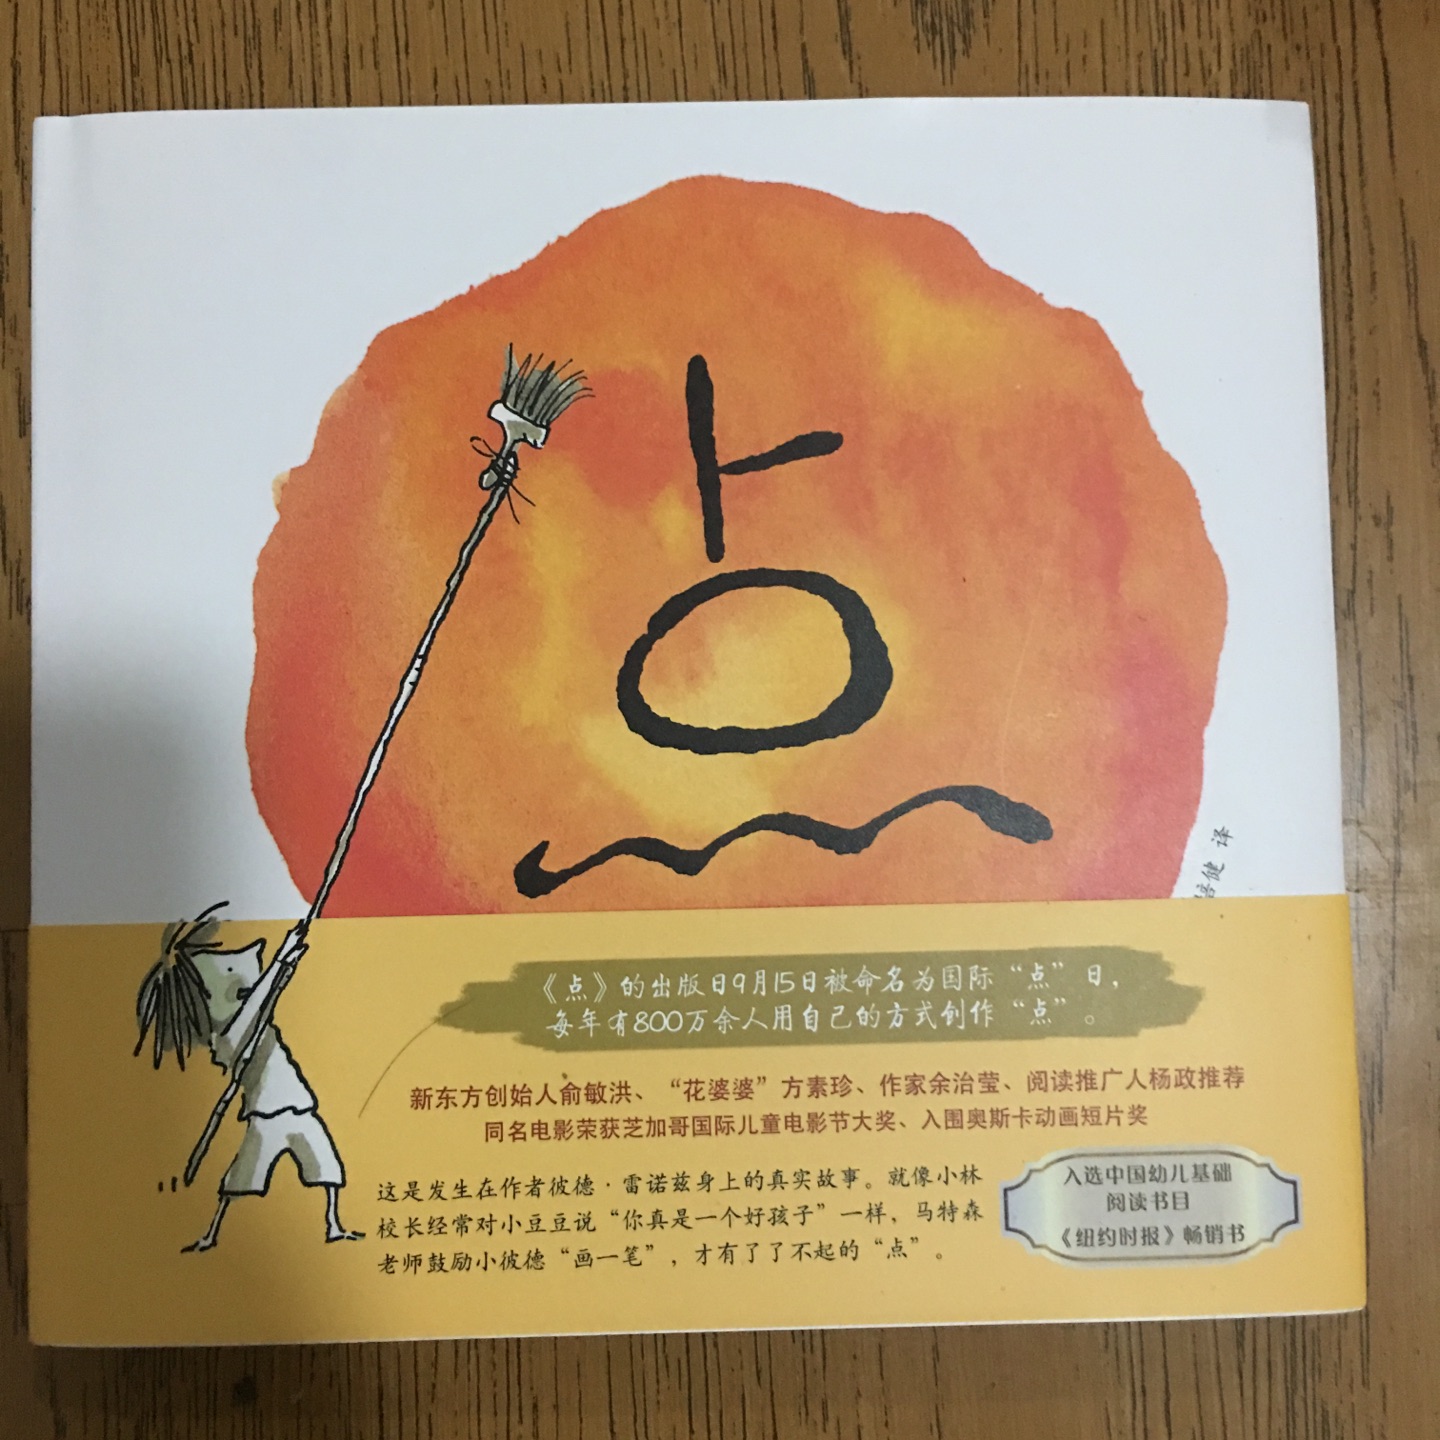 点
健 译
《点》的出版日9月15日被命名为国际“点”日，
每年有800万余人用自己的方式创作“点”。
新东方创始人俞敏洪、“花婆婆”方素珍、作家余治莹、阅读推广人杨政推荐
同名电影荣获芝加哥国际儿童电影节大奖、入围奥斯卡动画短片奖
这是发生在作者彼德·雷诺兹身上的真实故事。就像小林
校长经常对小豆豆说“你真是一个好孩子”一样，马特森
老师鼓励小彼德“画一笔”，才有了了不起的“点”。
入选中国幼儿基础
阅读书目
《纽约时报》畅销书